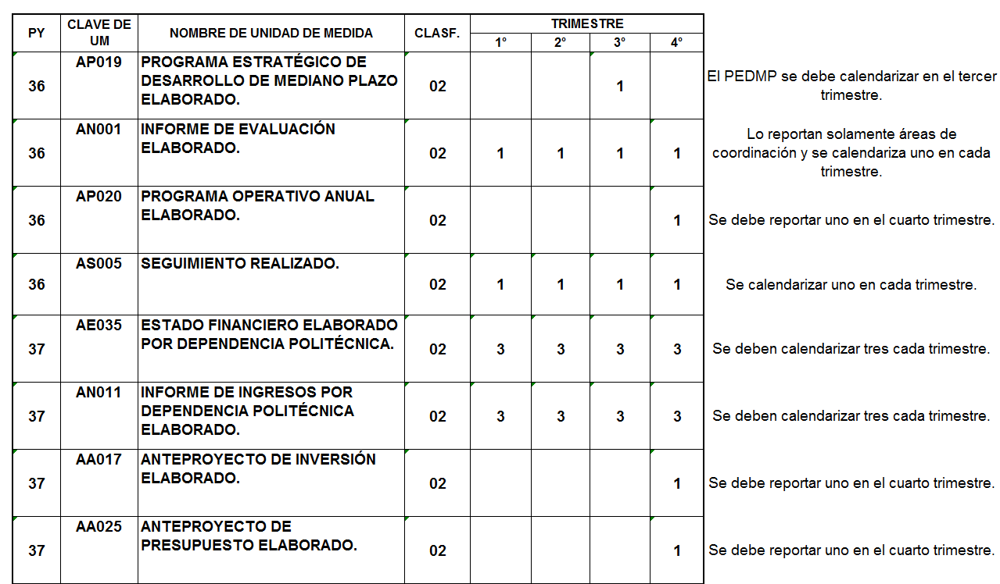 PY CLAVE DE UM NOMBRE DE UNIDAD DE MEDIDA CLASF. TRIMESTRE
1° 2° 3° 4°
36 AP019 PROGRAMA ESTRATÉGICO DE
DESARROLLO DE MEDIANO PLAZO
ELABORADO. 02 1 El PEDMP se debe calendarizar en el tercer
trimestre.
36 AN001 INFORME DE EVALUACIÓN
ELABORADO. 02 1 1 1 1 Lo reportan solamente áreas de
coordinación y se calendariza uno en cada
trimestre.
36 AP020 PROGRAMA OPERATIVO ANUAL
ELABORADO. 02 1 Se debe reportar uno en el cuarto trimestre.
36 AS005 SEGUIMIENTO REALIZADO. 02 1 1 1 1 Se calendarizar uno en cada trimestre.
37 AE035 ESTADO FINANCIERO ELABORADO
POR DEPENDENCIA POLITÉCNICA. 02 3 3 3 3 Se deben calendarizar tres cada trimestre.
37 AN011 INFORME DE INGRESOS POR
DEPENDENCIA POLITÉCNICA
ELABORADO. 02 3 3 3 3 Se deben calendarizar tres cada trimestre.
37 AA017 ANTEPROYECTO DE INVERSIÓN
ELABORADO. 02 1 Se debe reportar uno en el cuarto trimestre.
37 AA025 ANTEPROYECTO DE
PRESUPUESTO ELABORADO. 02 1 Se debe reportar uno en el cuarto trimestre.